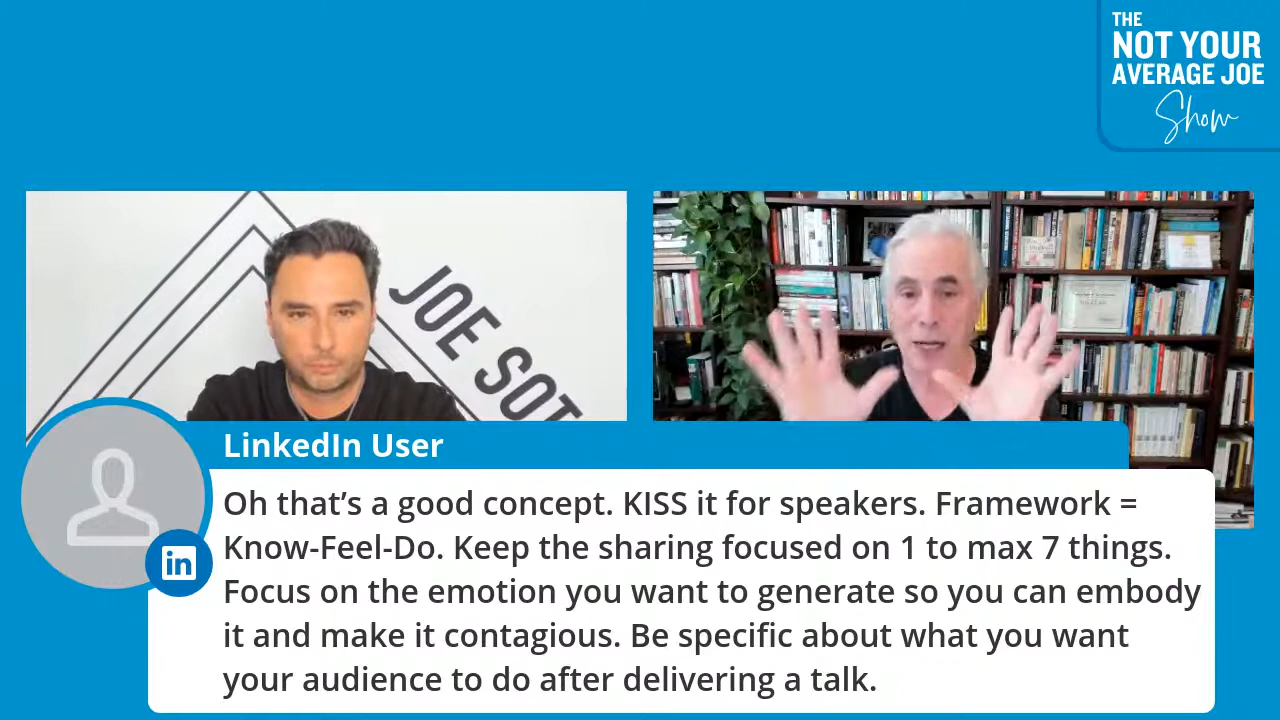 THE
NOT YOUR
AVERAGE JOE
Show
JOE SOT
LinkedIn User
Oh that’s a good concept. KISS it for speakers. Framework =
Know-Feel-Do. Keep the sharing focused on 1 to max 7 things.
Focus on the emotion you want to generate so you can embody
it and make it contagious. Be specific about what you want
your audience to do after delivering a talk.
in